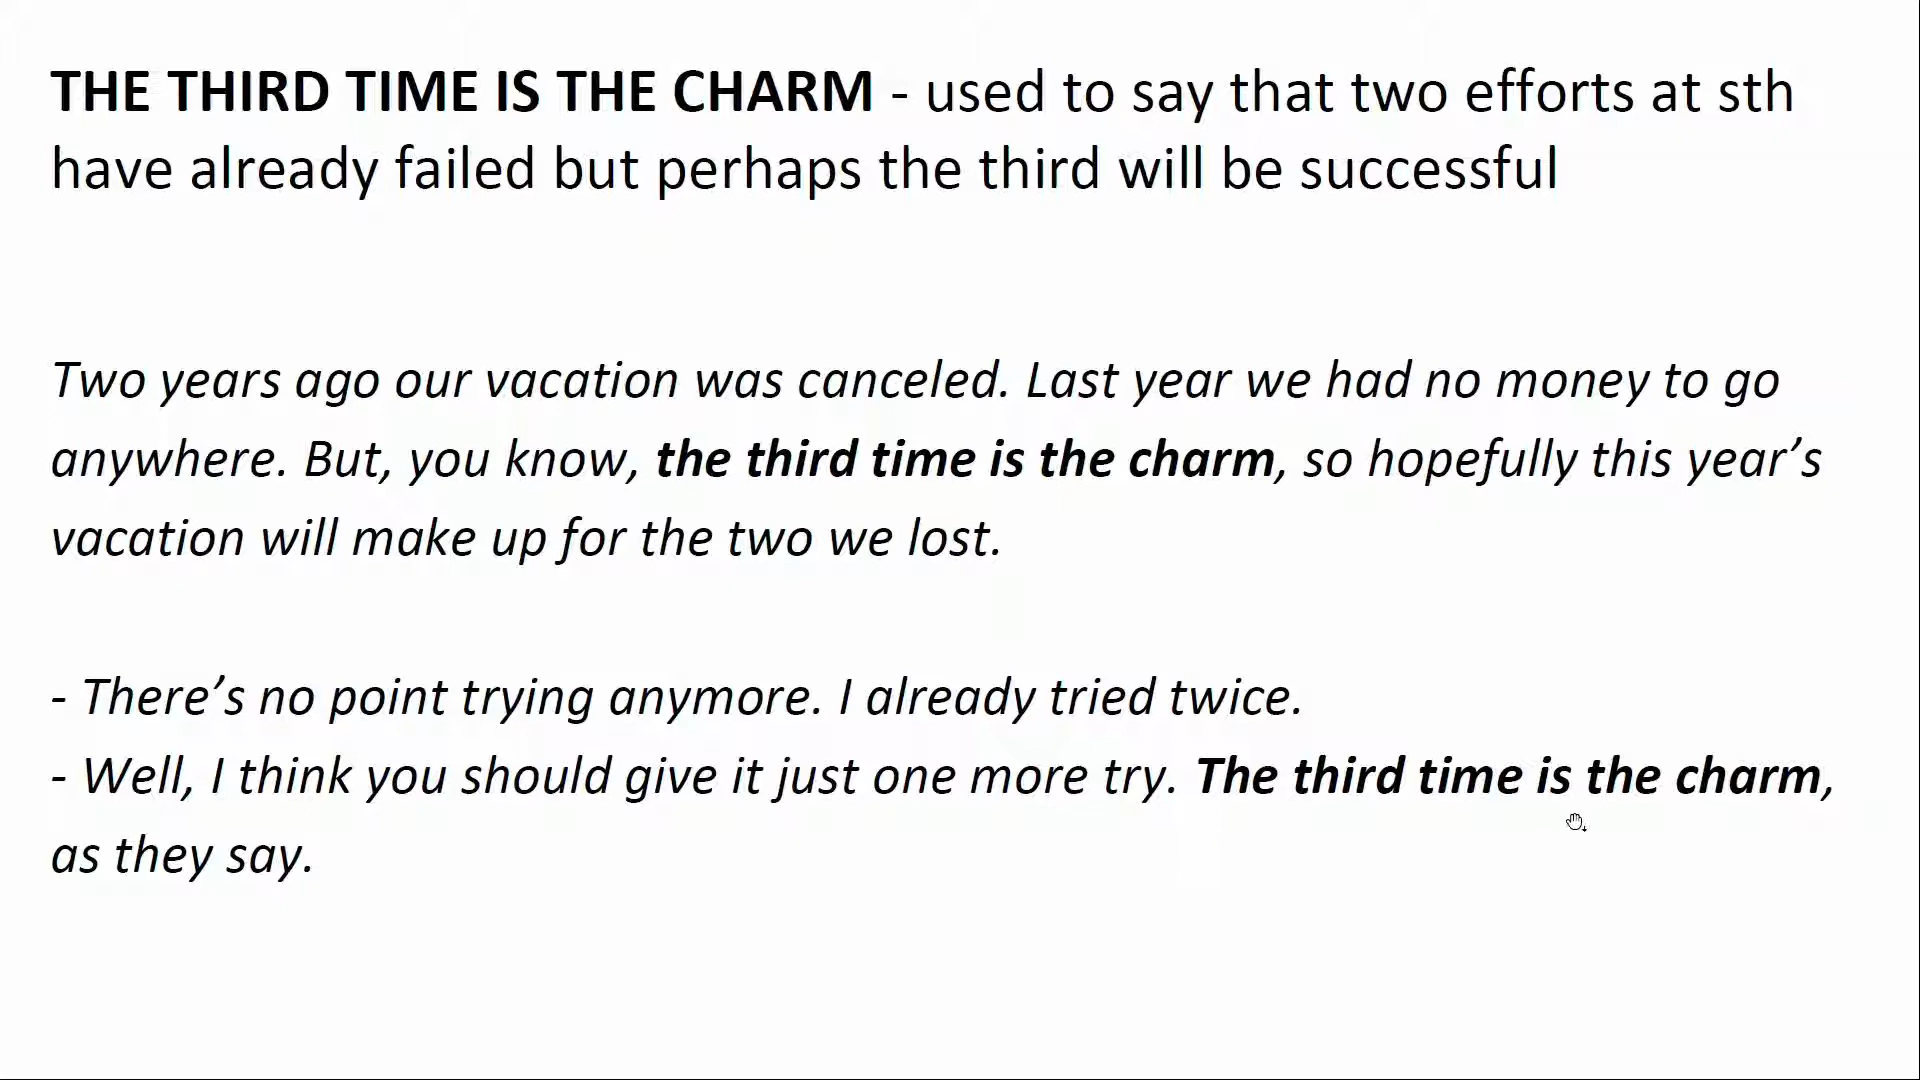 THE THIRD TIME IS THE CHARM - used to say that two efforts at sth
have already failed but perhaps the third will be successful
Two years ago our vacation was canceled. Last year we had no money to go
anywhere. But, you know, the third time is the charm, so hopefully this year’s
vacation will make up for the two we lost.
- There’s no point trying anymore. I already tried twice.
- Well, I think you should give it just one more try. The third time is the charm,
as they say.